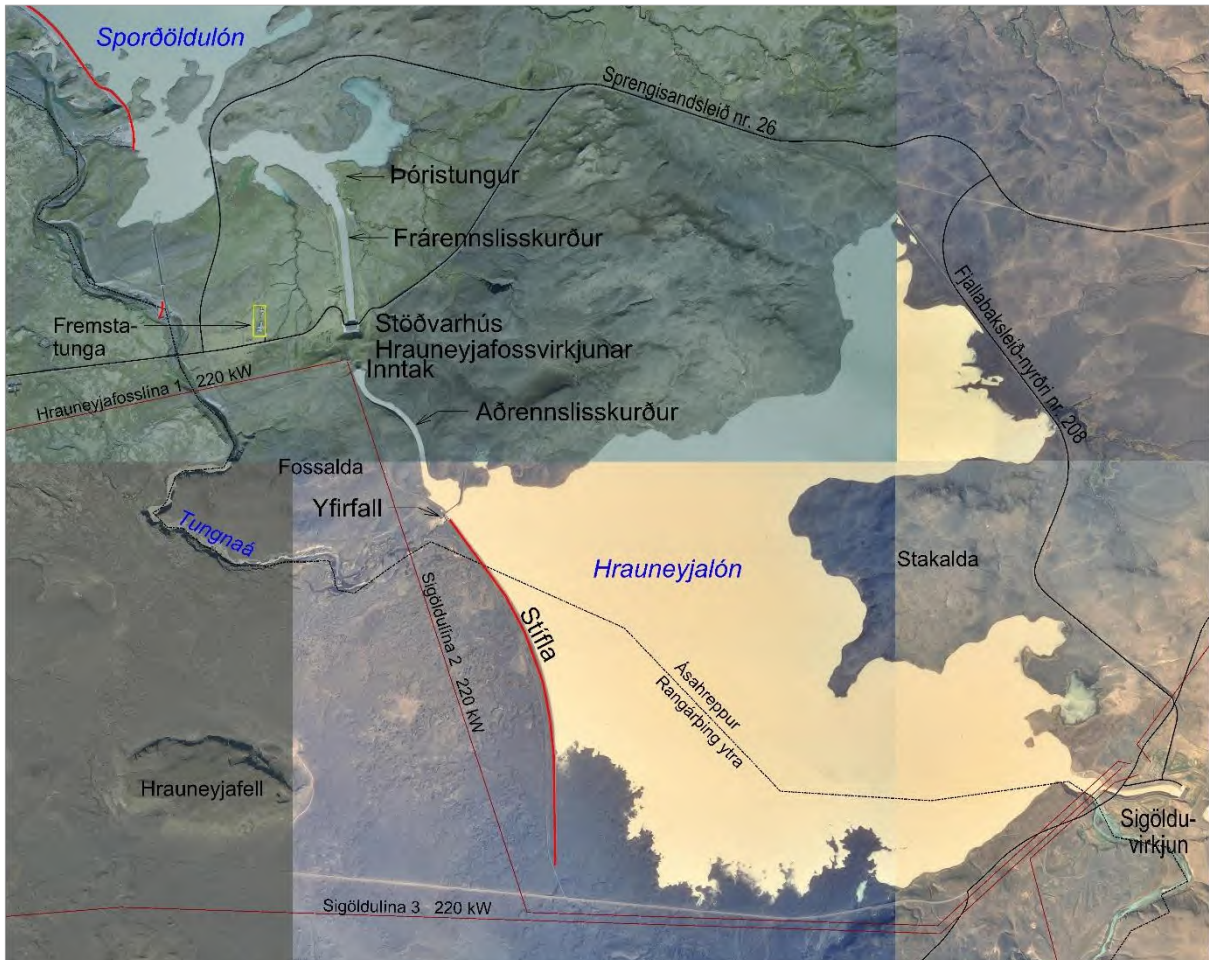 Sporðöldulón
Sprengisandsleið nr. 26
Þóristungur
Frárennslisskurður
Fremsta-
tunga
Stöðvarhús
Hrauneyjafossvirkjunar
Inntak
Hrauneyjafosslína 1 220 kW
Aðrennslisskurður
Fjallabaksleið-nyrðri nr. 208
Fossalda
Yfirfall
Tungnaá
Hrauneyjalón
Stakalda
Sigöldulína 2 220 kW
Stífla
Ásahreppur
Rangárþing ytra
Hrauneyjafell
Sigöldu-
virkjun
Sigöldulína 3 220 kW